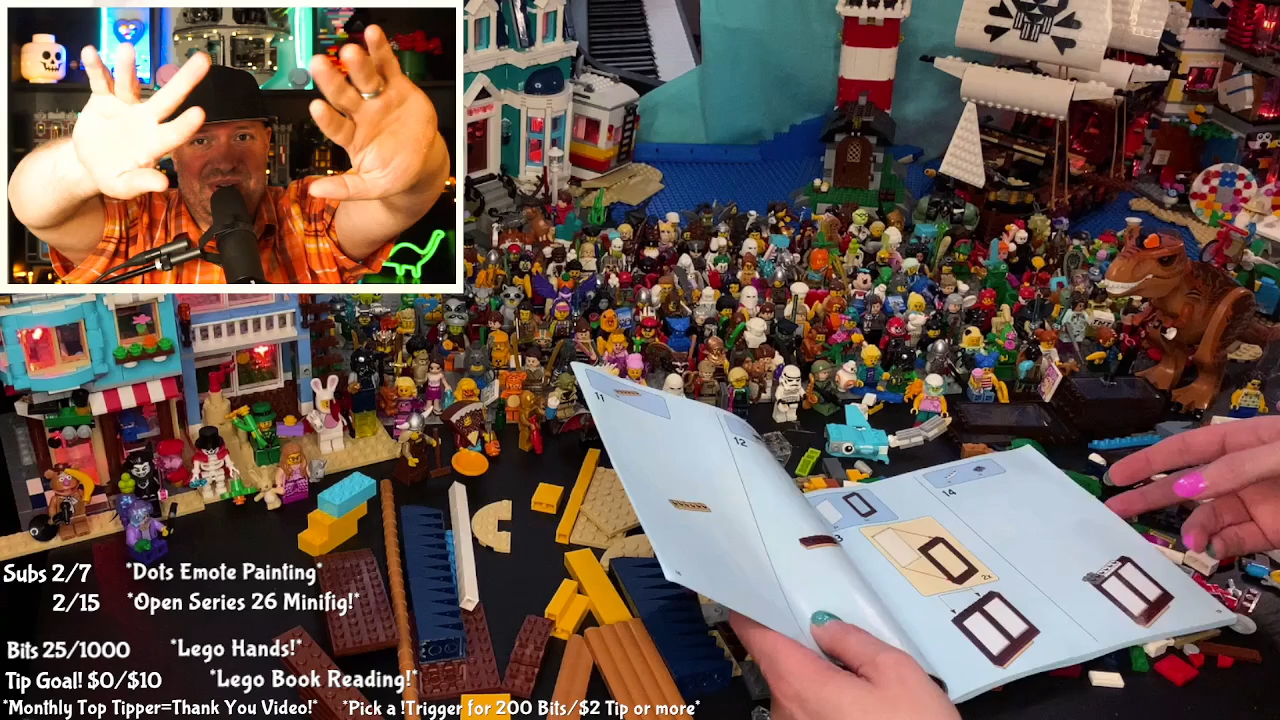 11
12
14
2x
Subs 2/7 *Dots Emote Painting*
2/15 *Open Series 26 Minifig!*
Bits 25/1000 *Lego Hands!*
Tip Goal! $0/$10 *Lego Book Reading!*
*Monthly Top Tipper=Thank You Video!* *Pick a !Trigger for 200 Bits/$2 Tip or more*